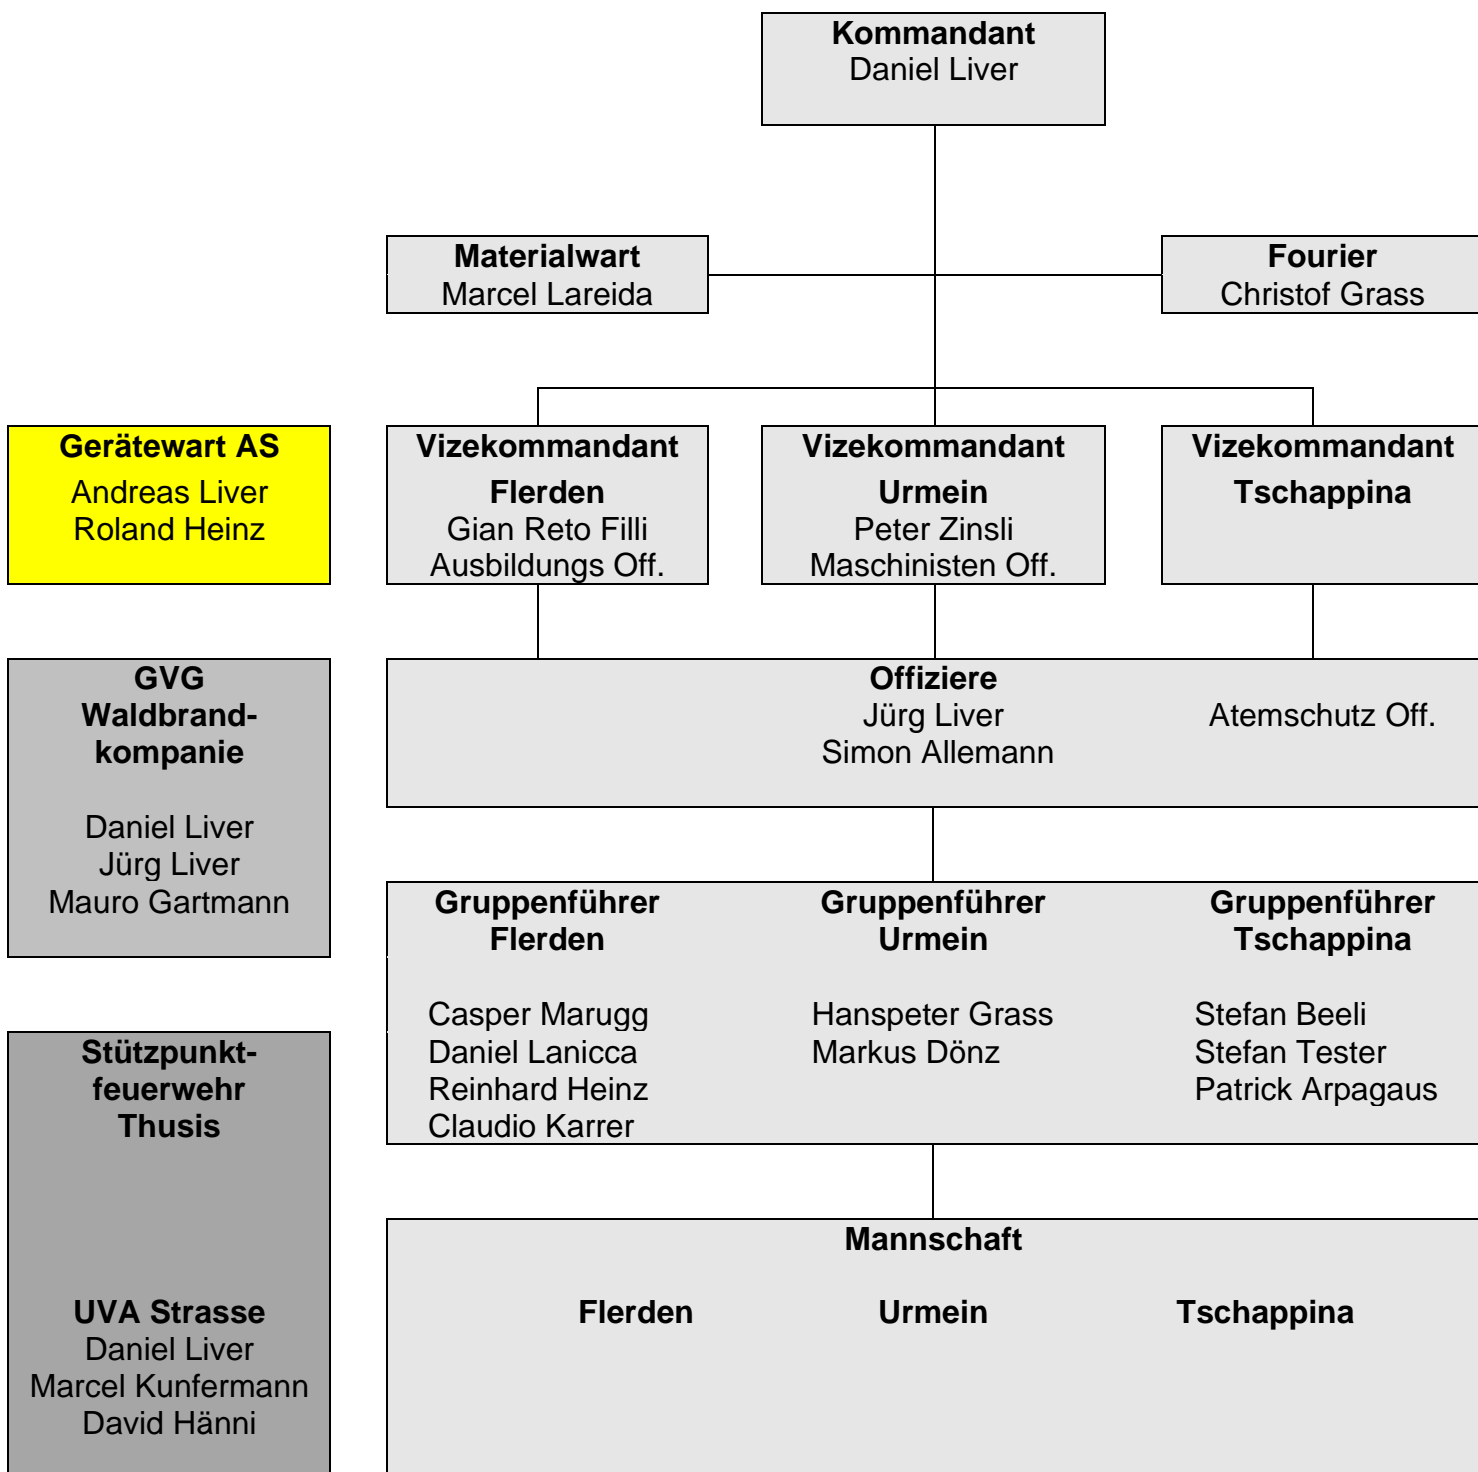 Kommandant
Daniel Liver
Materialwart
Marcel Lareida
Fourier
Christof Grass
Gerätewart AS
Andreas Liver
Roland Heinz
Vizekommandant
Flerden
Gian Reto Filli
Ausbildungs Off.
Vizekommandant
Urmein
Peter Zinsli
Maschinisten Off.
Vizekommandant
Tschappina
GVG
Waldbrand-
kompanie
Daniel Liver
Jürg Liver
Mauro Gartmann
Offiziere
Jürg Liver
Simon Allemann
Atemschutz Off.
Gruppenführer
Flerden
Casper Marugg
Daniel Lanicca
Reinhard Heinz
Claudio Karrer
Gruppenführer
Urmein
Hanspeter Grass
Markus Dönz
Gruppenführer
Tschappina
Stefan Beeli
Stefan Tester
Patrick Arpagaus
Stützpunkt-
feuerwehr
Thusis
UVA Strasse
Daniel Liver
Marcel Kunfermann
David Hänni
Mannschaft
Flerden
Urmein
Tschappina